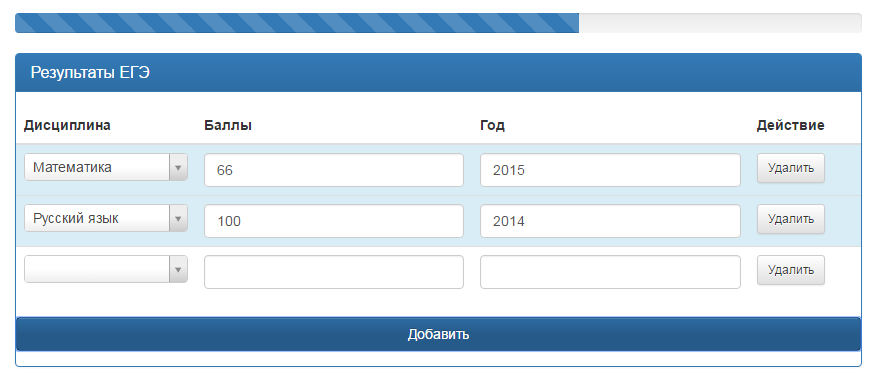 Результаты ЕГЭ
Дисциплина Баллы Год Действие
Математика 66 2015 Удалить
Русский язык 100 2014 Удалить
Удалить
Добавить